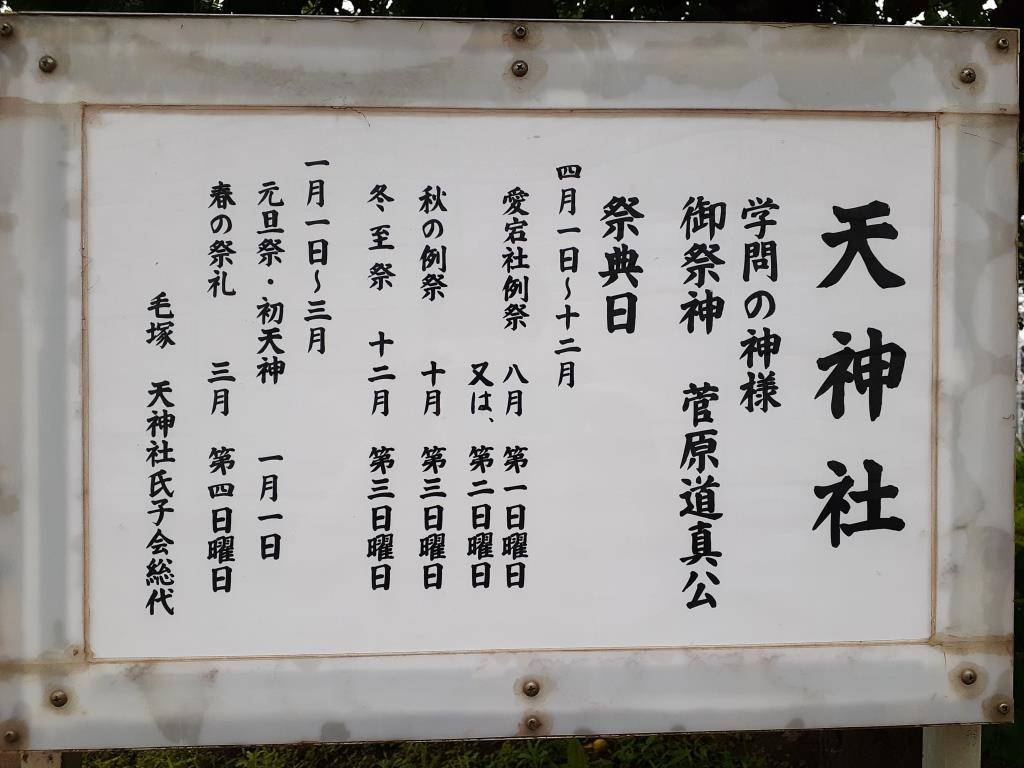 天神社
学問の神様
御祭神　菅原道真公
祭典日
四月一日〜十二月
愛宕社例祭　八月　第一日曜日
又は、第二日曜日
秋の例祭　十月　第三日曜日
冬至祭　十二月　第三日曜日
一月一日〜三月
元旦祭・初天神　一月一日
春の祭礼　三月　第四日曜日
毛塚　天神社氏子会総代